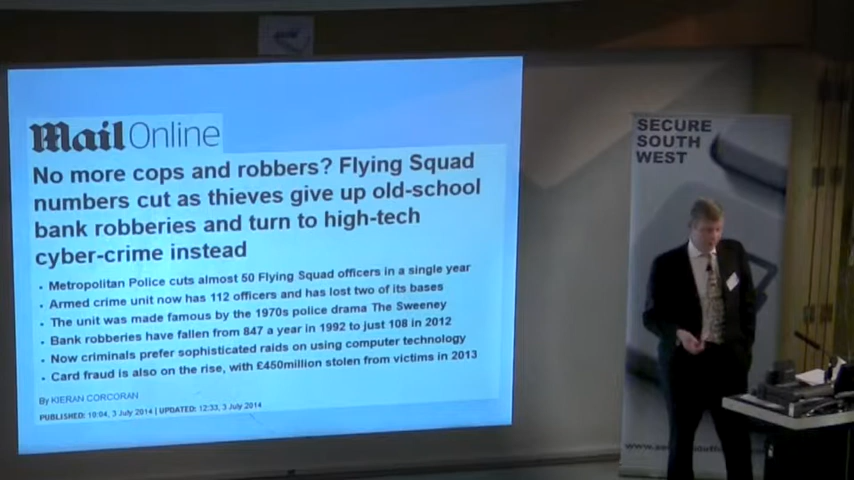 Mail Online
No more cops and robbers? Flying Squad
numbers cut as thieves give up old-school
bank robberies and turn to high-tech
cyber-crime instead
• Metropolitan Police cuts almost 50 Flying Squad officers in a single year
• Armed crime unit now has 112 officers and has lost two of its bases
• The unit was made famous by the 1970s police drama The Sweeney
• Bank robberies have fallen from 847 a year in 1992 to just 108 in 2012
• Now criminals prefer sophisticated raids on using computer technology
• Card fraud is also on the rise, with £450million stolen from victims in 2013
By KIERAN CORCORAN
PUBLISHED: 10:04, 3 July 2014 | UPDATED: 12:33, 3 July 2014
SECURE
SOUTH
WEST